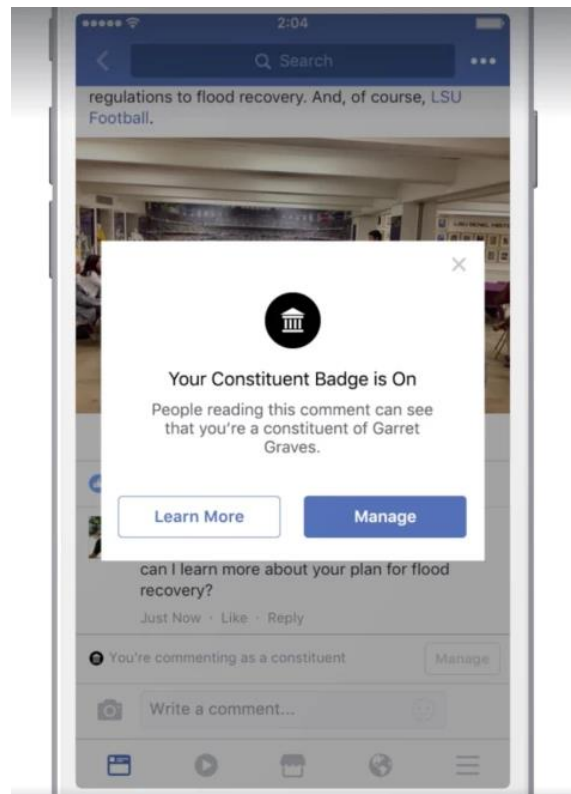 2:04
Search
regulations to flood recovery. And, of course, LSU
Football.
Your Constituent Badge is On
People reading this comment can see
that you're a constituent of Garret
Graves.
Learn More
Manage
can I learn more about your plan for flood
recovery?
Just Now · Like · Reply
You're commenting as a constituent
Manage
Write a comment...